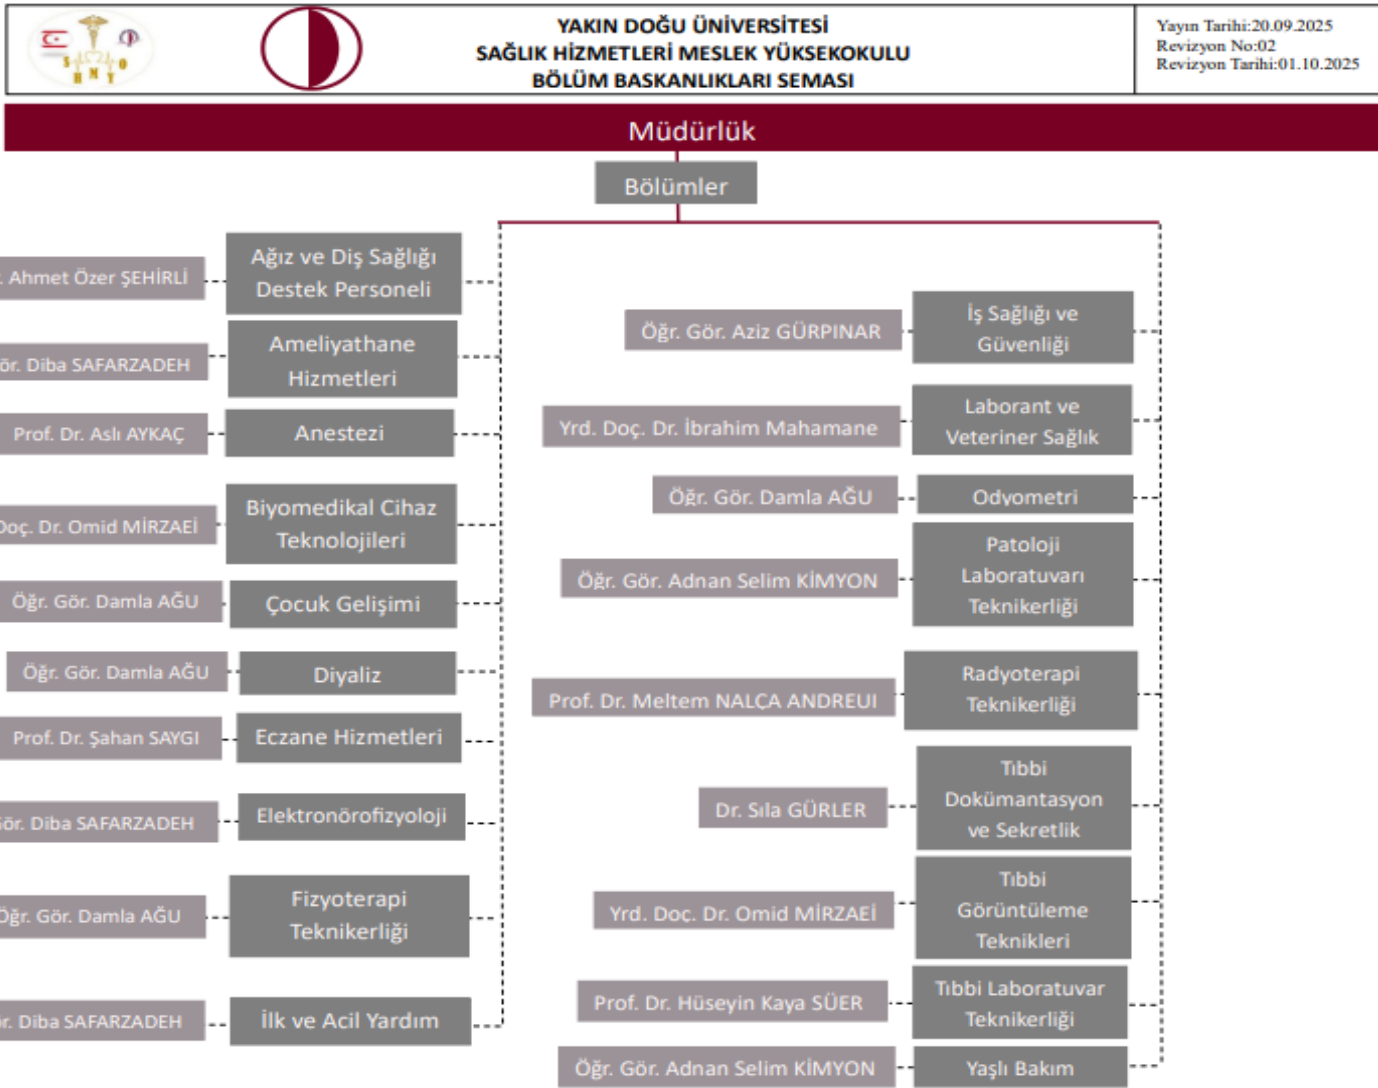 YAKIN DOĞU ÜNİVERSİTESİ
SAĞLIK HİZMETLERİ MESLEK YÜKSEKOKULU
BÖLÜM BASKANLIKLARI SEMASI
Yayın Tarihi:20.09.2025
Revizyon No:02
Revizyon Tarihi:01.10.2025
S H M Y O
Müdürlük
Bölümler
. Ahmet Özer ŞEHİRLİ
Ağız ve Diş Sağlığı
Destek Personeli
ör. Diba SAFARZADEH
Ameliyathane
Hizmetleri
Prof. Dr. Aslı AYKAÇ
Anestezi
Doç. Dr. Omid MİRZAEİ
Biyomedikal Cihaz
Teknolojileri
Öğr. Gör. Damla AĞU
Çocuk Gelişimi
Öğr. Gör. Damla AĞU
Diyaliz
Prof. Dr. Şahan SAYGI
Eczane Hizmetleri
Gör. Diba SAFARZADEH
Elektronörofizyoloji
Öğr. Gör. Damla AĞU
Fizyoterapi
Teknikerliği
ör. Diba SAFARZADEH
İlk ve Acil Yardım
Öğr. Gör. Aziz GÜRPINAR
İş Sağlığı ve
Güvenliği
Yrd. Doç. Dr. İbrahim Mahamane
Laborant ve
Veteriner Sağlık
Öğr. Gör. Damla AĞU
Odyometri
Öğr. Gör. Adnan Selim KİMYON
Patoloji
Laboratuvarı
Teknikerliği
Prof. Dr. Meltem NALÇA ANDREUI
Radyoterapi
Teknikerliği
Dr. Sıla GÜRLER
Tıbbi
Dokümantasyon
ve Sekretlik
Yrd. Doç. Dr. Omid MİRZAEİ
Tıbbi
Görüntüleme
Teknikleri
Prof. Dr. Hüseyin Kaya SÜER
Tıbbi Laboratuvar
Teknikerliği
Öğr. Gör. Adnan Selim KİMYON
Yaşlı Bakım